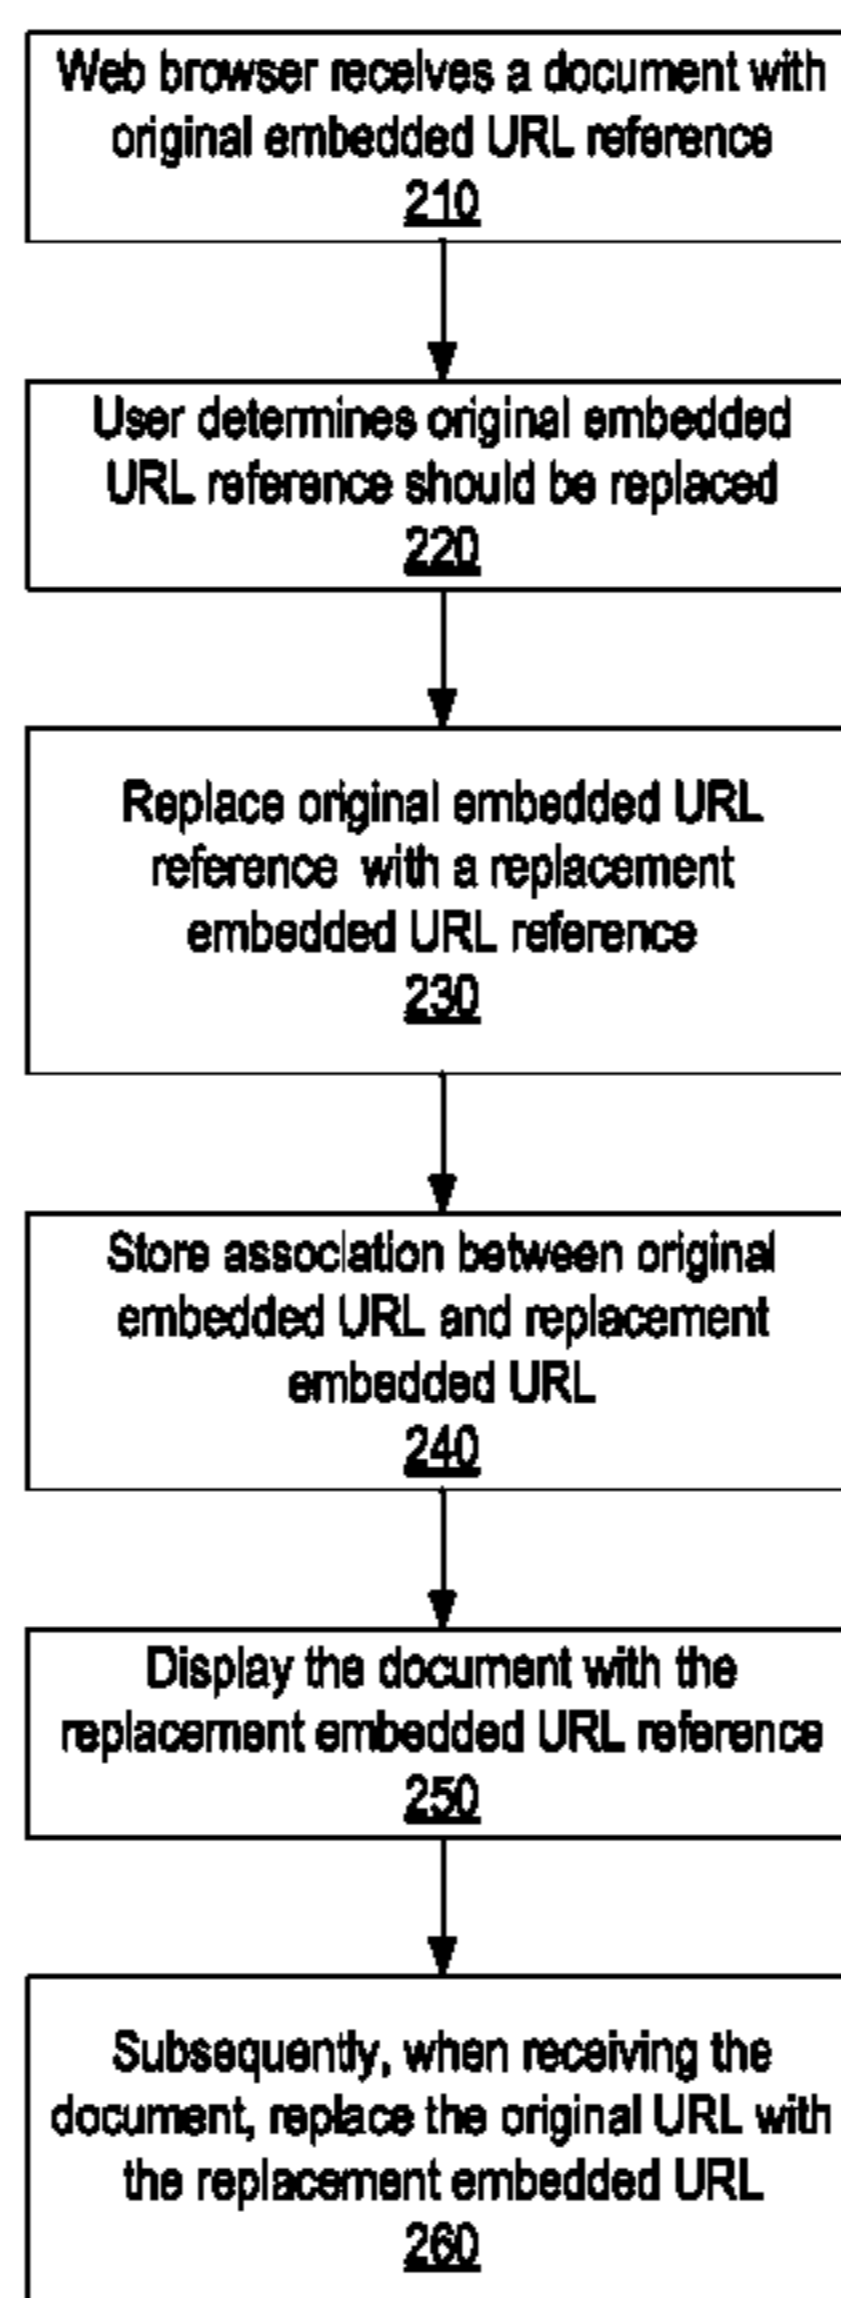 Web browser receives a document with
original embedded URL reference
210
User determines original embedded
URL reference should be replaced
220
Replace original embedded URL
reference with a replacement
embedded URL reference
230
Store association between original
embedded URL and replacement
embedded URL
240
Display the document with the
replacement embedded URL reference
250
Subsequently, when receiving the
document, replace the original URL with
the replacement embedded URL
260